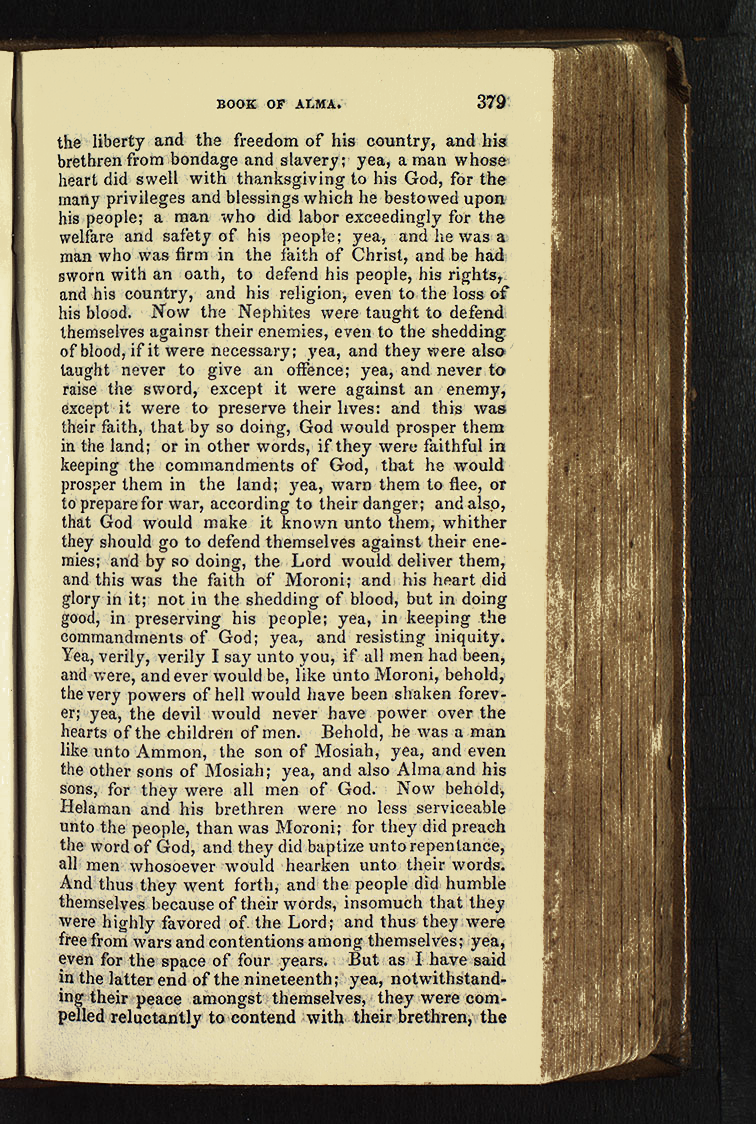 BOOK OF ALMA. 379
the liberty and the freedom of his country, and his
brethren from bondage and slavery; yea, a man whose
heart did swell with thanksgiving to his God, for the
many privileges and blessings which he bestowed upon
his people; a man who did labor exceedingly for the
welfare and safety of his people; yea, and he was a
man who was firm in the faith of Christ, and be had
sworn with an oath, to defend his people, his rights,
and his country, and his religion, even to the loss of
his blood. Now the Nephites were taught to defend
themselves against their enemies, even to the shedding
of blood, if it were necessary; yea, and they were also
taught never to give an offence; yea, and never to
raise the sword, except it were against an enemy,
except it were to preserve their lives: and this was
their faith, that by so doing, God would prosper them
in the land; or in other words, if they were faithful in
keeping the commandments of God, that he would
prosper them in the land; yea, warn them to flee, or
to prepare for war, according to their danger; and also,
that God would make it known unto them, whither
they should go to defend themselves against their ene-
mies; and by so doing, the Lord would deliver them,
and this was the faith of Moroni; and his heart did
glory in it; not in the shedding of blood, but in doing
good, in preserving his people; yea, in keeping the
commandments of God; yea, and resisting iniquity.
Yea, verily, verily I say unto you, if all men had been,
and were, and ever would be, like unto Moroni, behold,
the very powers of hell would have been shaken forev-
er; yea, the devil would never have power over the
hearts of the children of men. Behold, he was a man
like unto Ammon, the son of Mosiah, yea, and even
the other sons of Mosiah; yea, and also Alma and his
sons, for they were all men of God. Now behold,
Helaman and his brethren were no less serviceable
unto the people, than was Moroni; for they did preach
the word of God, and they did baptize unto repentance,
all men whosoever would hearken unto their words.
And thus they went forth, and the people did humble
themselves because of their words, insomuch that they
were highly favored of the Lord; and thus they were
free from wars and contentions among themselves; yea,
even for the space of four years. But as I have said
in the latter end of the nineteenth; yea, notwithstand-
ing their peace amongst themselves, they were com-
pelled reluctantly to contend with their brethren, the